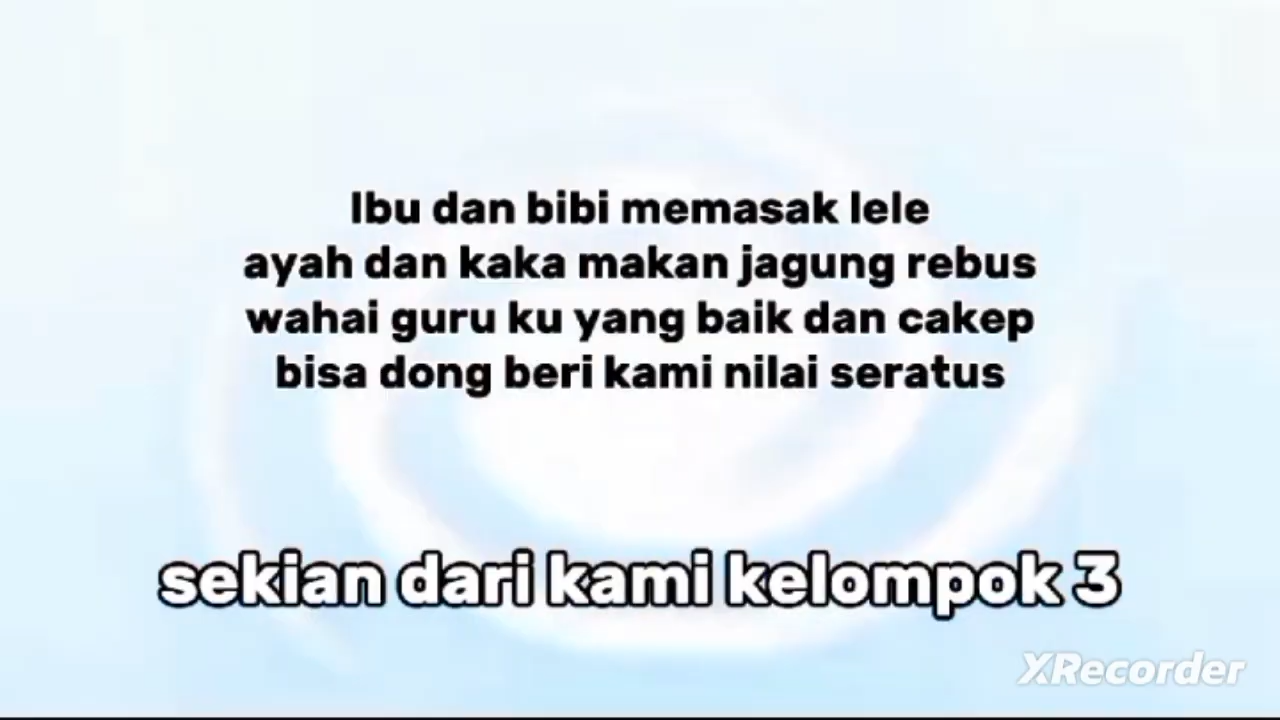 Ibu dan bibi memasak lele
ayah dan kaka makan jagung rebus
wahai guru ku yang baik dan cakep
bisa dong beri kami nilai seratus
sekian dari kami kelompok 3
XRecorder